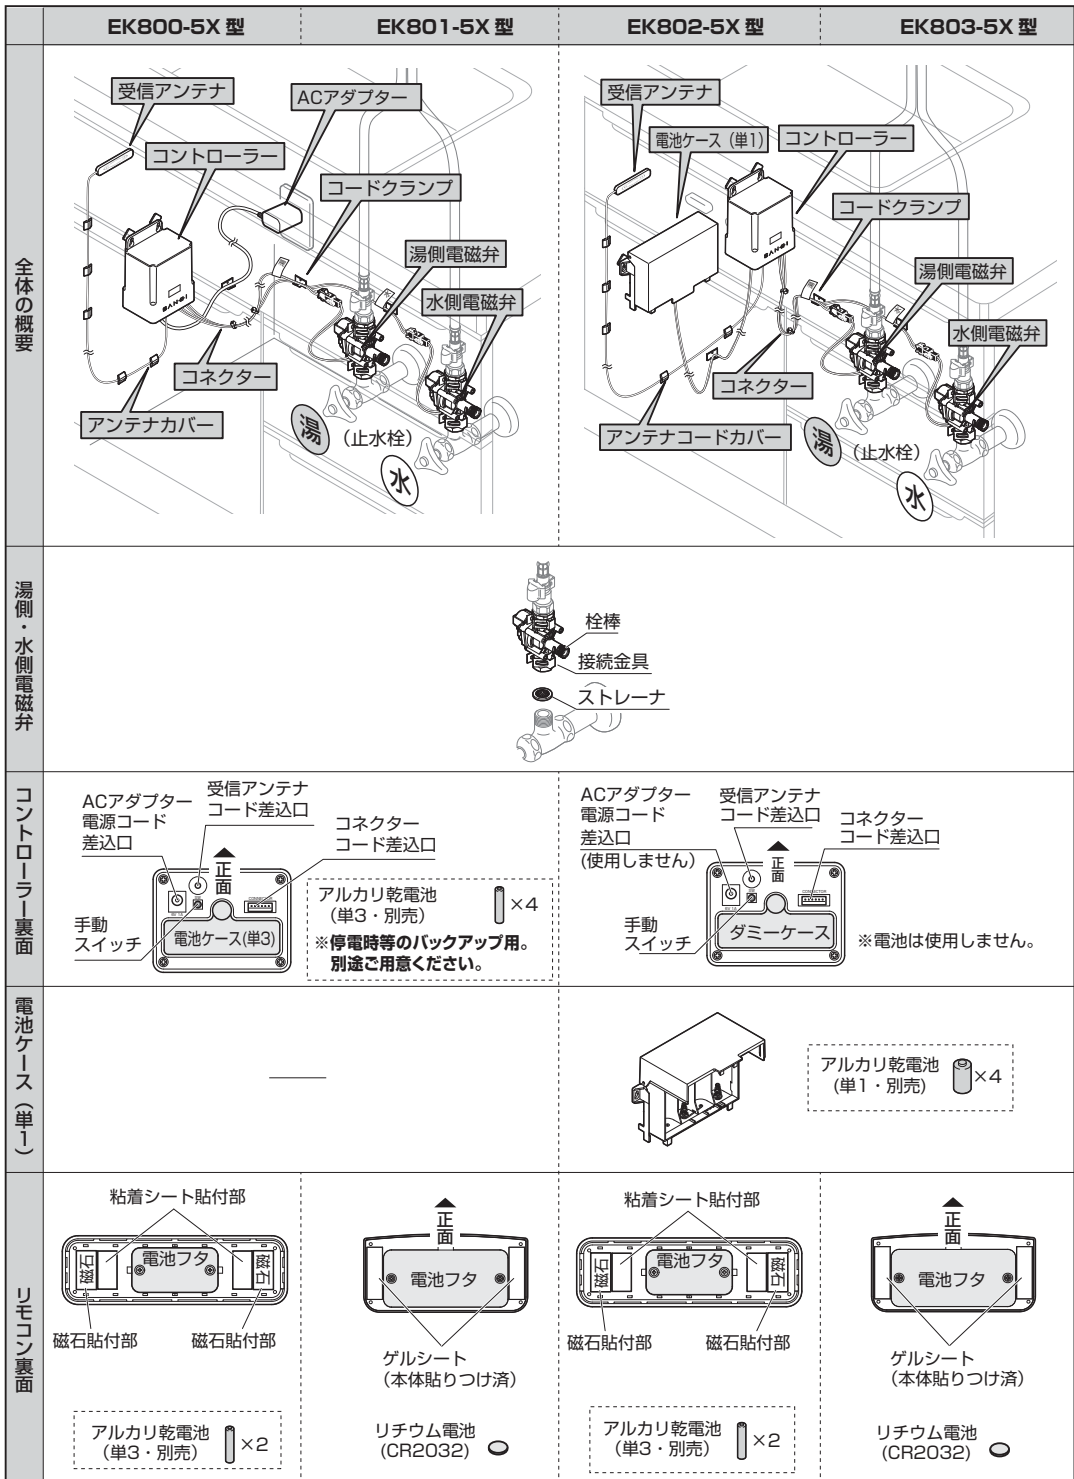 EK800-5X 型
EK801-5X 型
EK802-5X 型
EK803-5X 型
全体の概要
受信アンテナ
ACアダプター
コントローラー
コードクランプ
湯側電磁弁
水側電磁弁
SANEI
コネクター
アンテナカバー
湯
(止水栓)
水
受信アンテナ
電池ケース (単1)
コントローラー
コードクランプ
湯側電磁弁
水側電磁弁
SANEI
コネクター
アンテナコードカバー
湯
(止水栓)
水
湯側・水側電磁弁
栓棒
接続金具
ストレーナ
コントローラー裏面
ACアダプター
電源コード
差込口
受信アンテナ
コード差込口
コネクター
コード差込口
▲
正面
CONNECTOR
手動
スイッチ
電池ケース(単3)
アルカリ乾電池
(単3・別売)
×4
※停電時等のバックアップ用。
別途ご用意ください。
ACアダプター
電源コード
差込口
(使用しません)
受信アンテナ
コード差込口
コネクター
コード差込口
▲
正面
CONNECTOR
手動
スイッチ
ダミーケース
※電池は使用しません。
電池ケース(単1)
アルカリ乾電池
(単1・別売)
×4
リモコン裏面
粘着シート貼付部
磁石
電池フタ
磁石
磁石貼付部
磁石貼付部
アルカリ乾電池
(単3・別売)
×2
▲
正面
電池フタ
ゲルシート
(本体貼りつけ済)
リチウム電池
(CR2032)
粘着シート貼付部
磁石
電池フタ
磁石
磁石貼付部
磁石貼付部
アルカリ乾電池
(単3・別売)
×2
▲
正面
電池フタ
ゲルシート
(本体貼りつけ済)
リチウム電池
(CR2032)